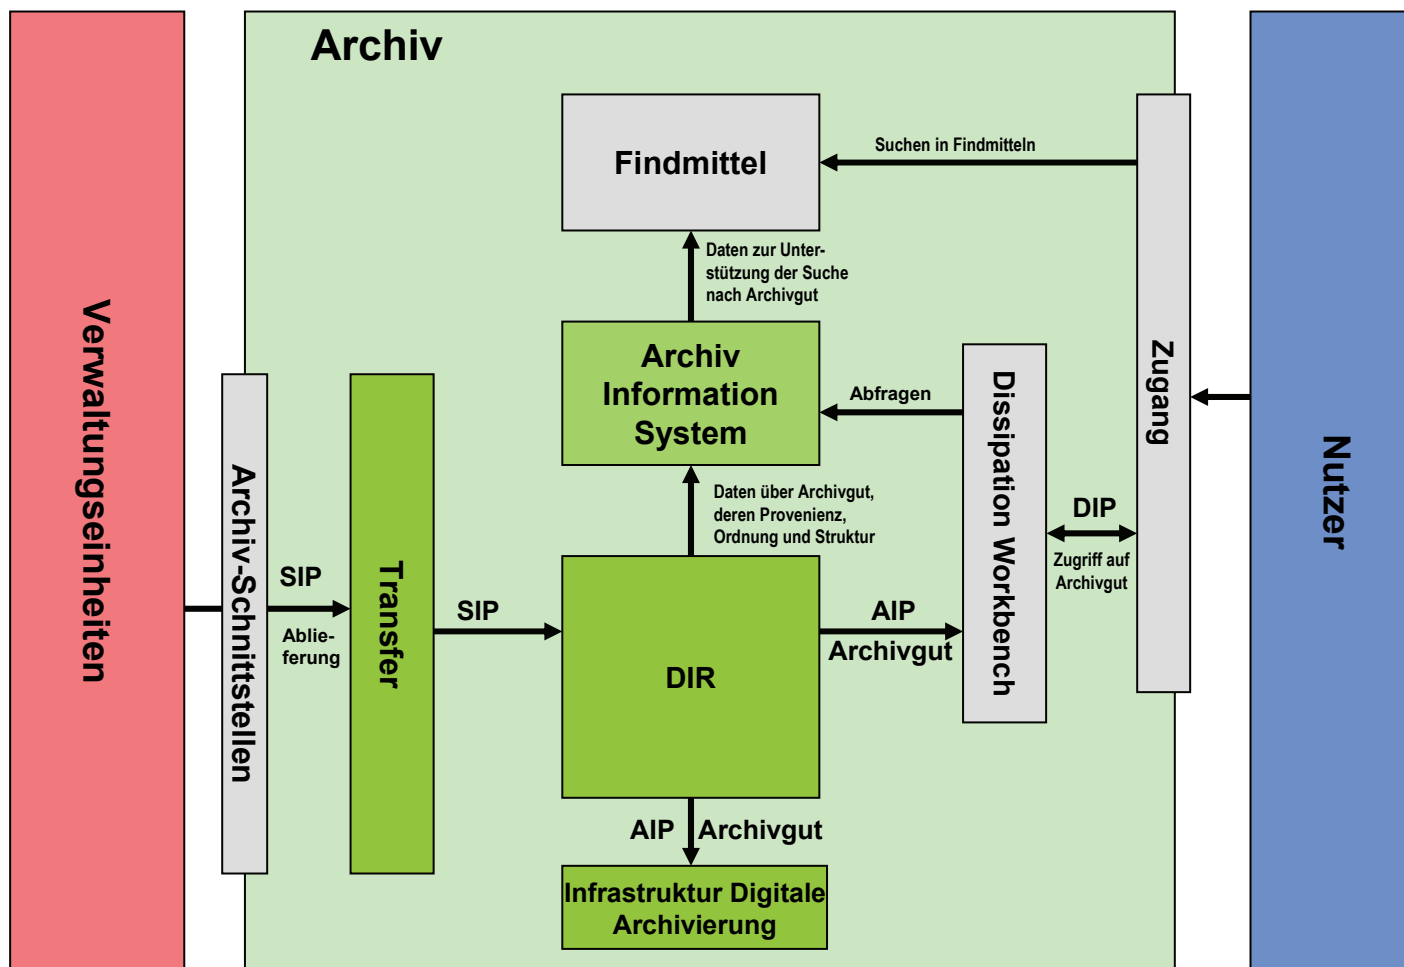 Archiv
Verwaltungseinheiten
Archiv-Schnittstellen
SIP
Ablie-
ferung
Transfer
SIP
Findmittel
Suchen in Findmitteln
Daten zur Unter-
stützung der Suche
nach Archivgut
Archiv
Information
System
Abfragen
Daten über Archivgut,
deren Provenienz,
Ordnung und Struktur
DIR
AIP
Archivgut
AIP Archivgut
Infrastruktur Digitale
Archivierung
Dissipation Workbench
DIP
Zugriff auf
Archivgut
Zugang
Nutzer